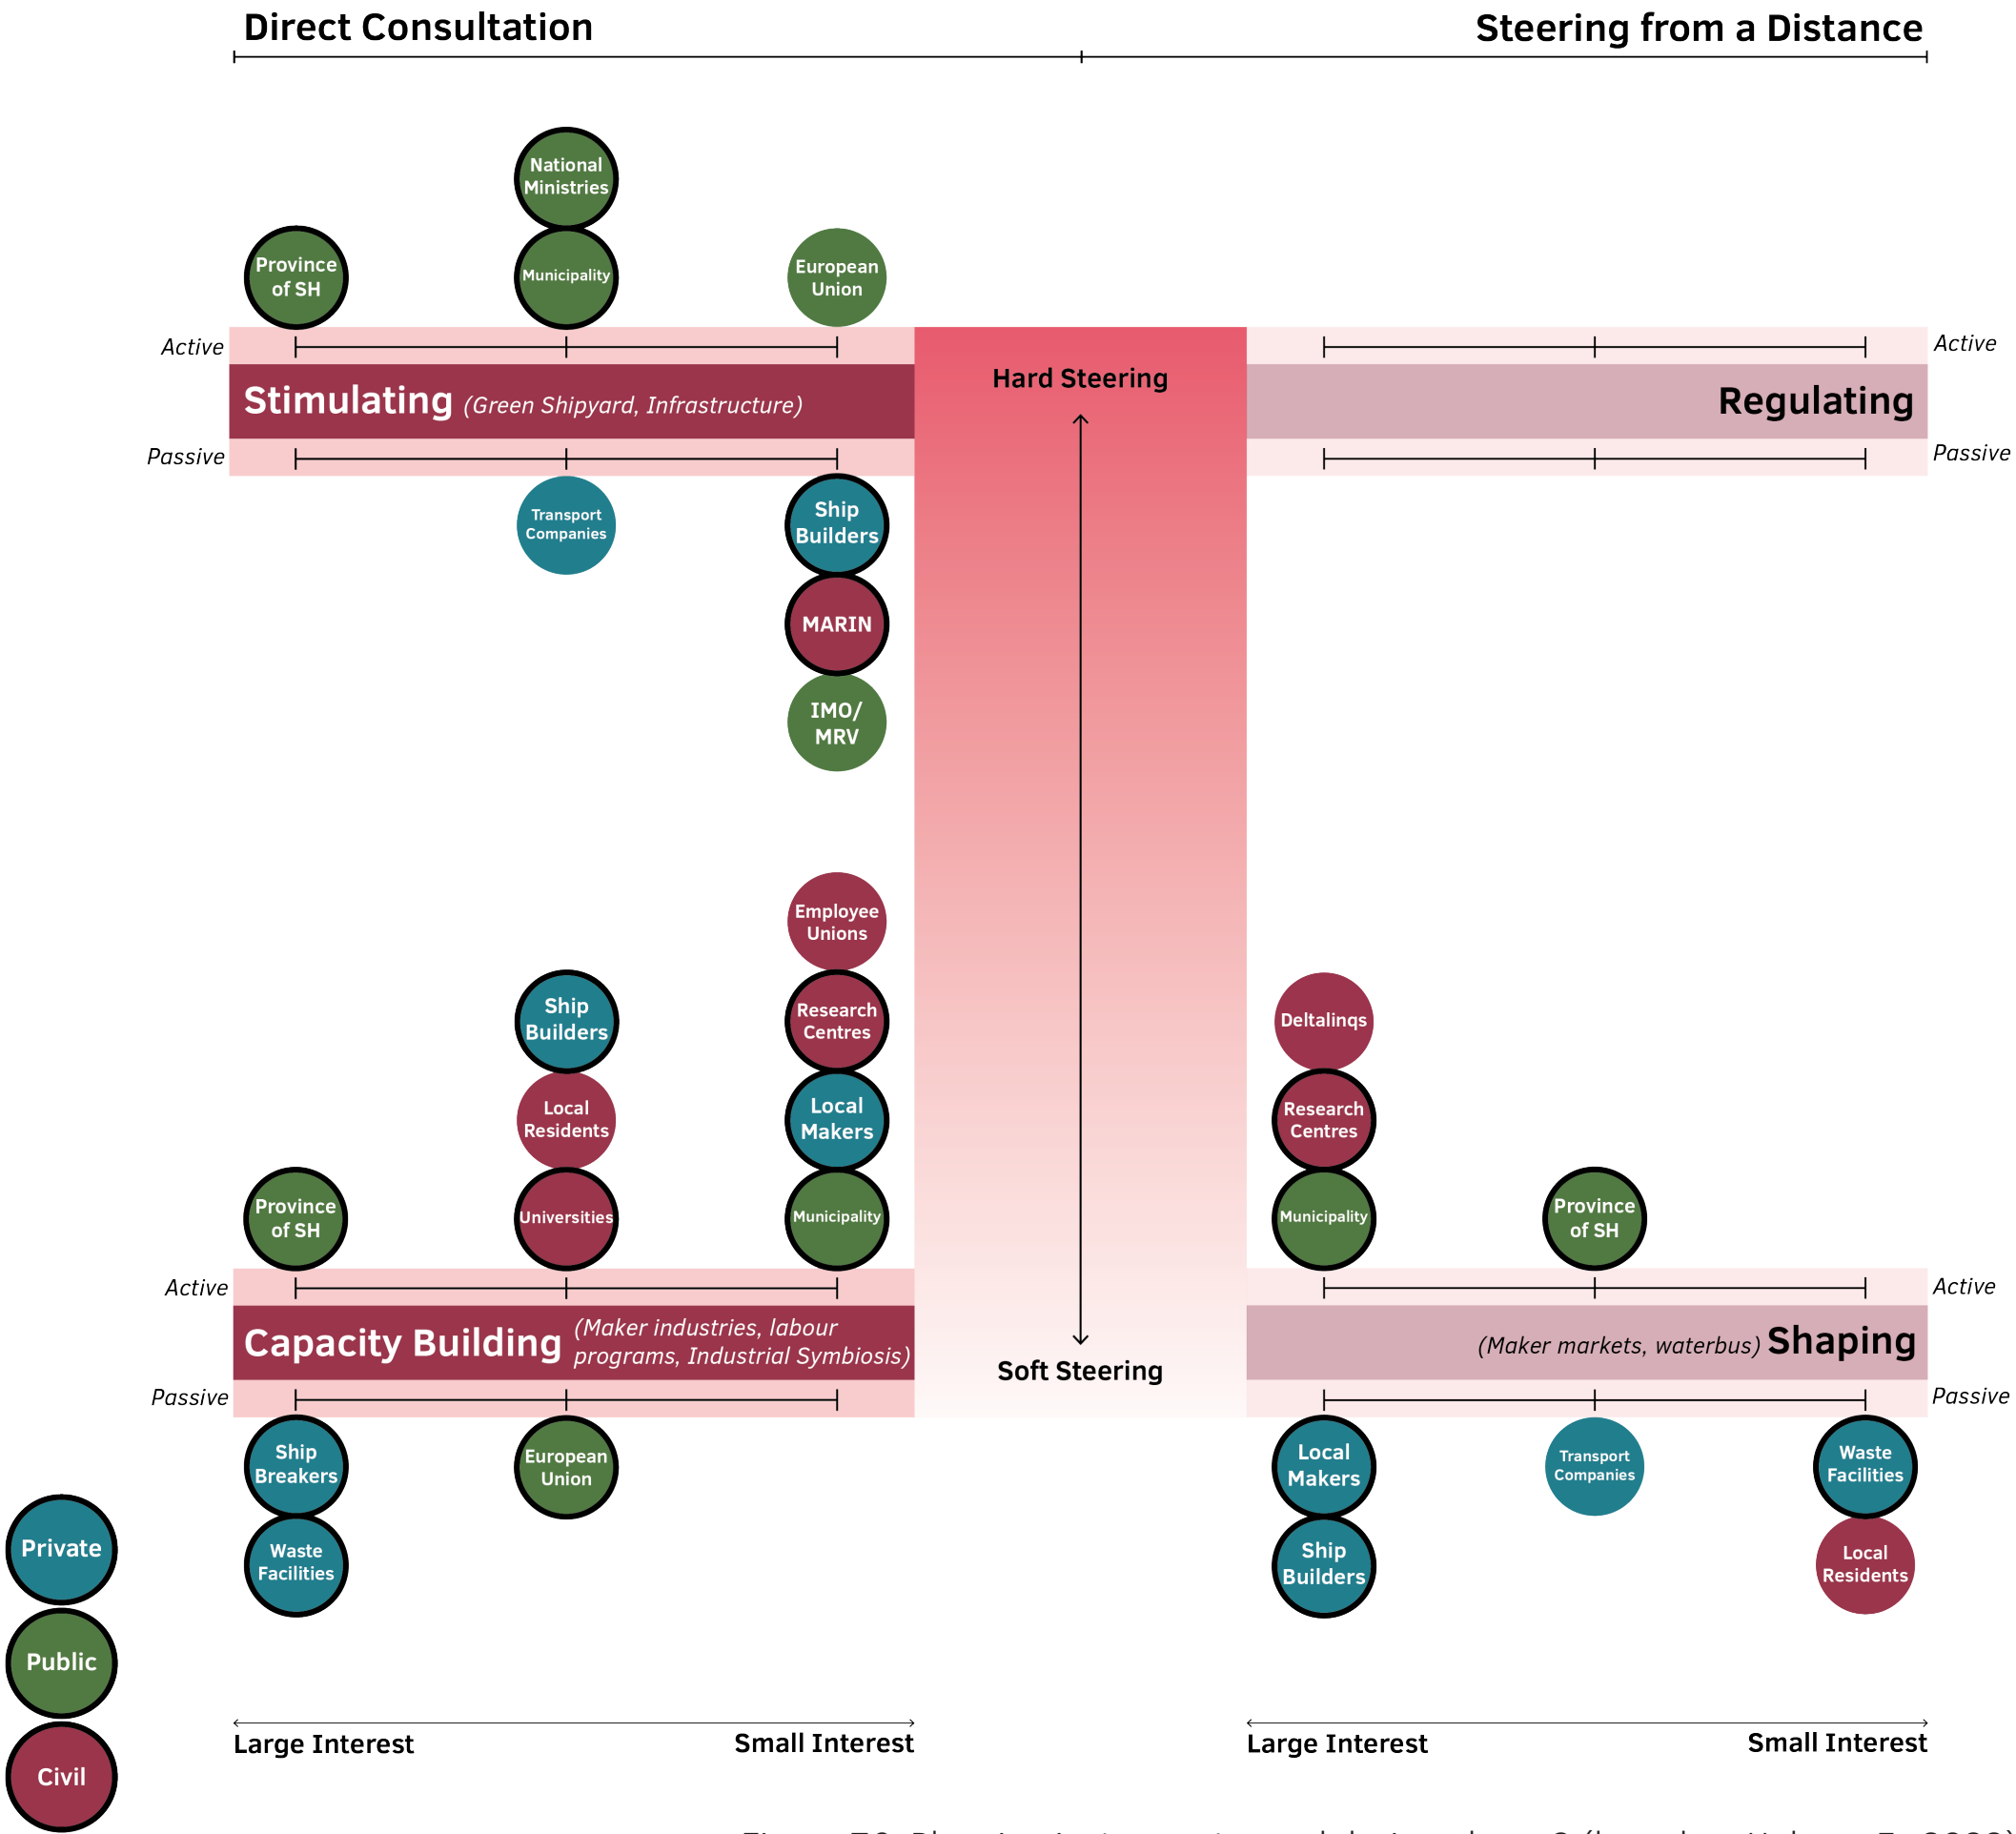 Direct Consultation
Steering from a Distance
National
Ministries
Province
of SH
Municipality
European
Union
Active
Active
Stimulating (Green Shipyard, Infrastructure)
Hard Steering
Regulating
Passive
Passive
Transport
Companies
Ship
Builders
MARIN
IMO/
MRV
Employee
Unions
Ship
Builders
Research
Centres
Deltalinqs
Local
Residents
Local
Makers
Research
Centres
Province
of SH
Universities
Municipality
Municipality
Province
of SH
Active
Active
Capacity Building (Maker industries, labour
programs, Industrial Symbiosis)
Soft Steering
(Maker markets, waterbus) Shaping
Passive
Passive
Ship
Breakers
European
Union
Local
Makers
Transport
Companies
Waste
Facilities
Waste
Facilities
Ship
Builders
Local
Residents
Private
Public
Civil
Large Interest
Small Interest
Large Interest
Small Interest